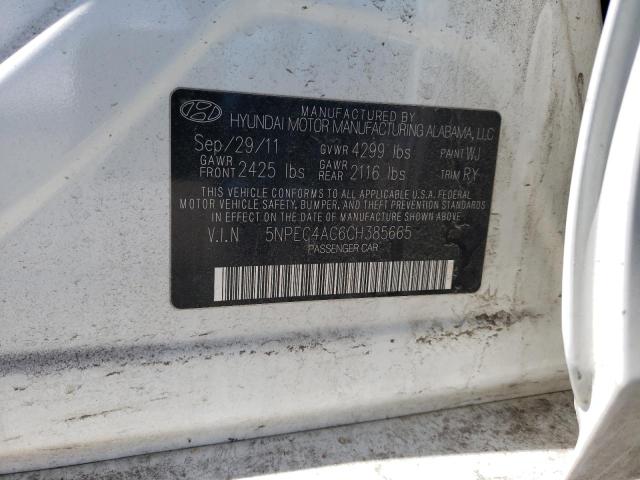 MANUFACTURED BY
HYUNDAI MOTOR MANUFACTURING ALABAMA, LLC
Sep/29/11 GVWR 4299 lbs PAINT WJ
GAWR FRONT 2425 lbs GAWR REAR 2116 lbs TRIM RY
THIS VEHICLE CONFORMS TO ALL APPLICABLE U.S.A. FEDERAL
MOTOR VEHICLE SAFETY, BUMPER, AND THEFT PREVENTION STANDARDS
IN EFFECT ON THE DATE OF MANUFACTURE SHOWN ABOVE.
V.I.N 5NPEC4AC6CH385665
PASSENGER CAR